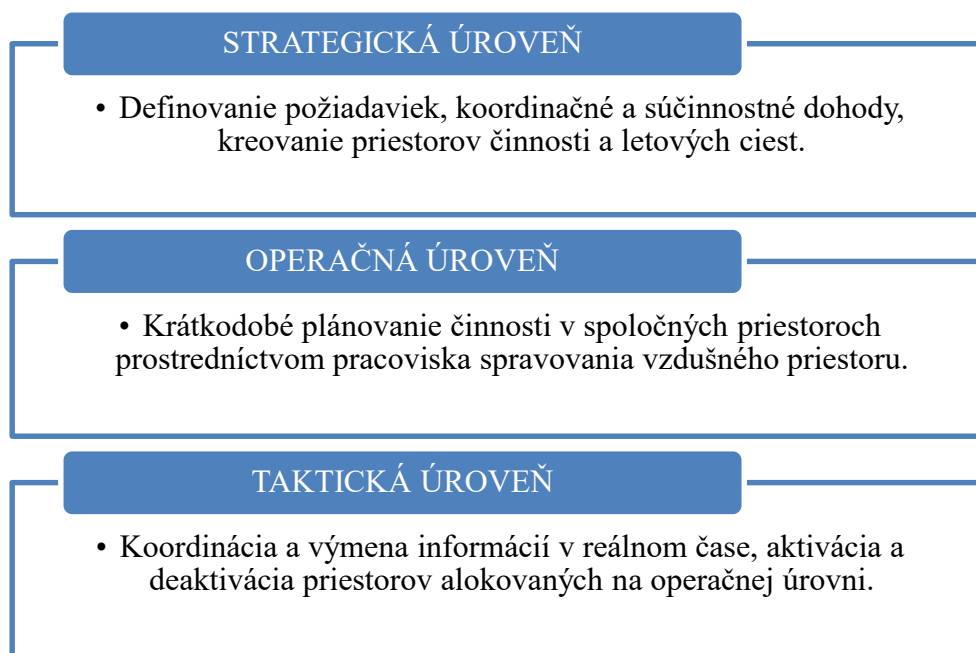 STRATEGICKÁ ÚROVEŇ
• Definovanie požiadaviek, koordinačné a súčinnostné dohody,
kreovanie priestorov činnosti a letových ciest.
OPERAČNÁ ÚROVEŇ
• Krátkodobé plánovanie činnosti v spoločných priestoroch
prostredníctvom pracoviska spravovania vzdušného priestoru.
TAKTICKÁ ÚROVEŇ
• Koordinácia a výmena informácií v reálnom čase, aktivácia a
deaktivácia priestorov alokovaných na operačnej úrovni.